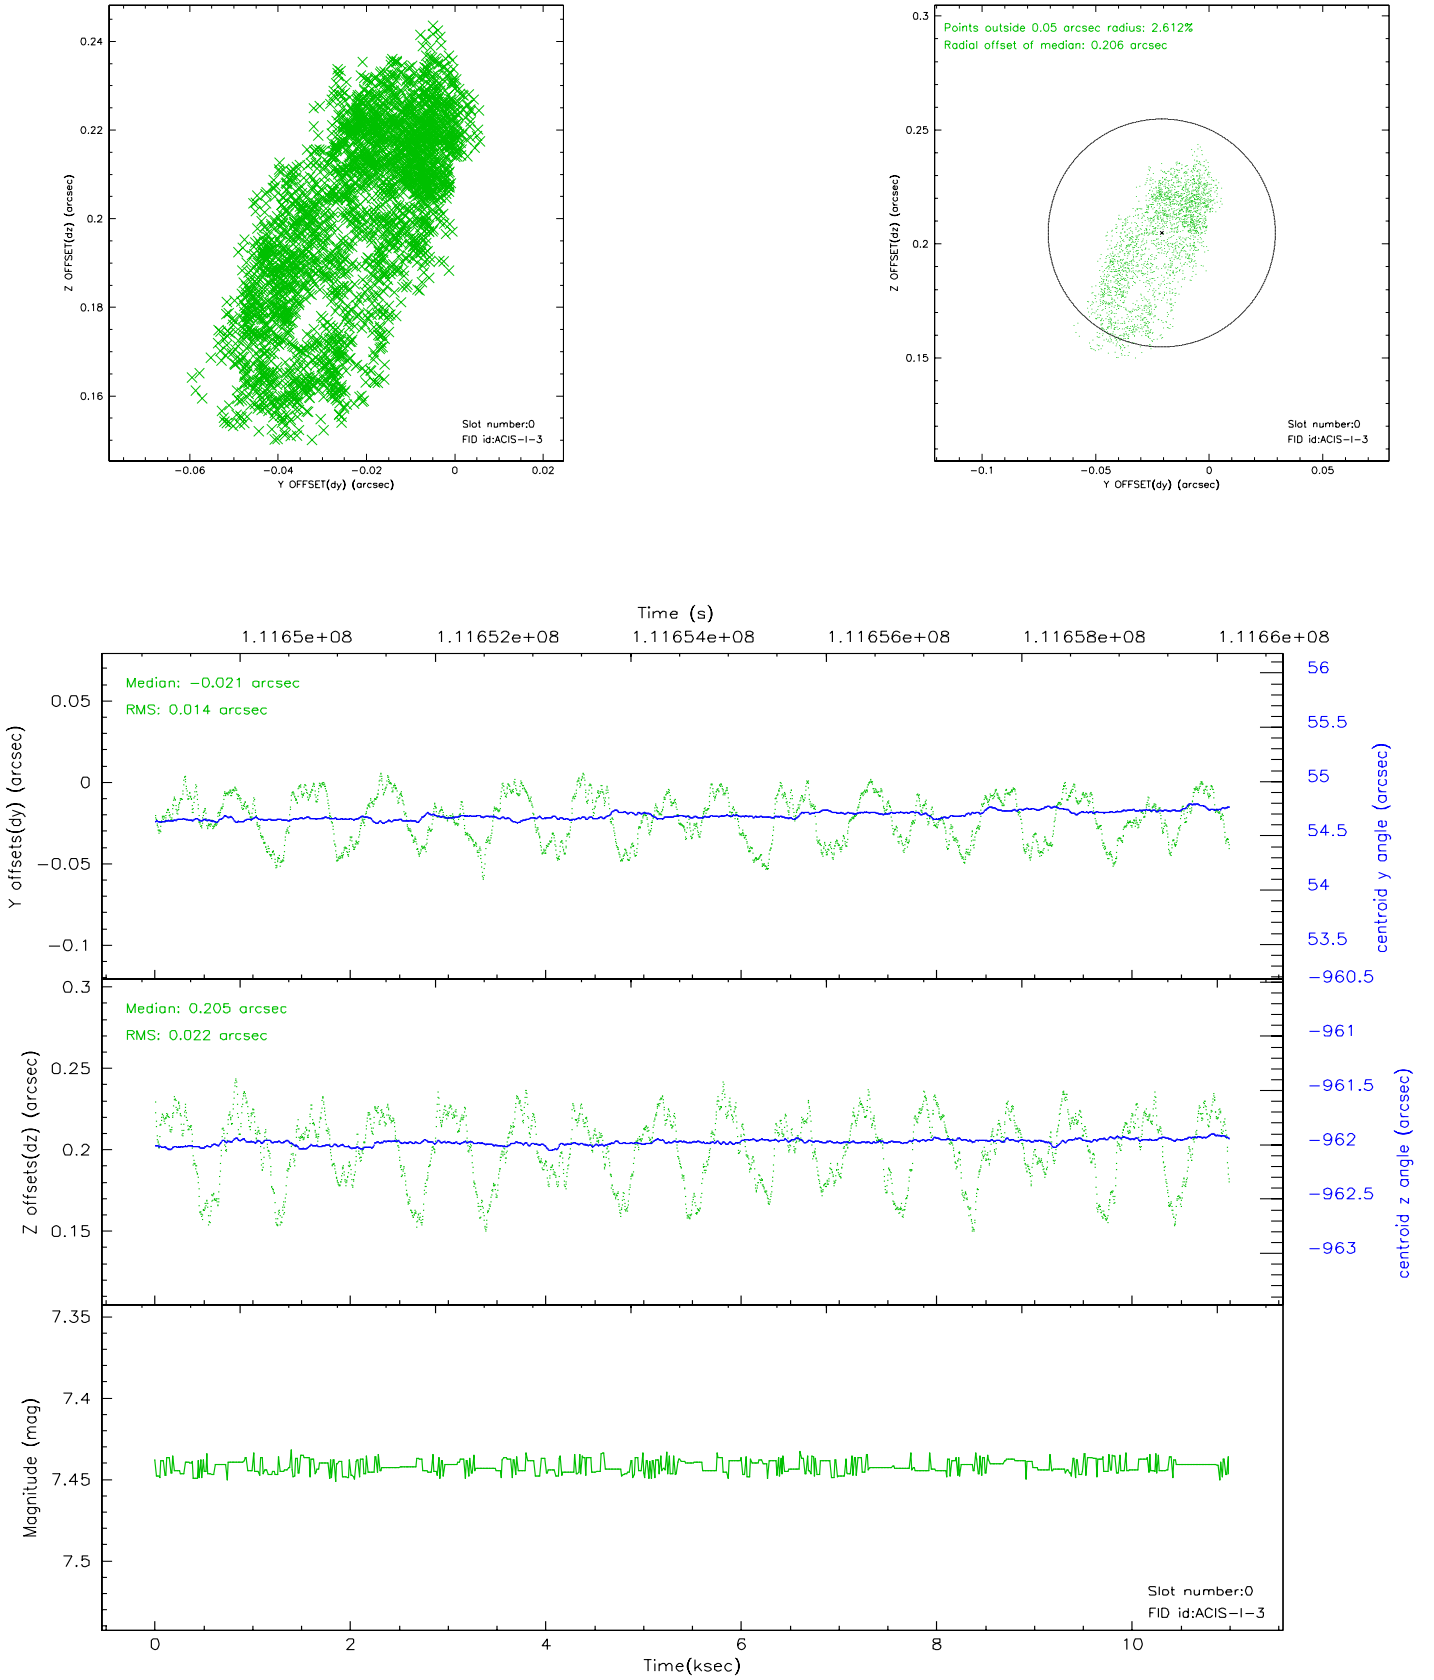 0.24
0.22
0.2
0.18
0.16
Z OFFSET(dz) (arcsec)
Slot number:0
FID id:ACIS-I-3
-0.06 -0.04 -0.02 0 0.02
Y OFFSET(dy) (arcsec)
Points outside 0.05 arcsec radius: 2.612%
Radial offset of median: 0.206 arcsec
0.3
0.25
0.2
0.15
Z OFFSET(dz) (arcsec)
Slot number:0
FID id:ACIS-I-3
-0.1 -0.05 0 0.05
Y OFFSET(dy) (arcsec)
Time (s)
1.1165e+08 1.11652e+08 1.11654e+08 1.11656e+08 1.11658e+08 1.1166e+08
Median: -0.021 arcsec
RMS: 0.014 arcsec
0.05
0
-0.05
-0.1
Y offsets(dy) (arcsec)
56
55.5
55
54.5
54
53.5
centroid y angle (arcsec)
Median: 0.205 arcsec
RMS: 0.022 arcsec
0.3
0.25
0.2
0.15
Z offsets(dz) (arcsec)
-960.5
-961
-961.5
-962
-962.5
-963
centroid z angle (arcsec)
7.35
7.4
7.45
7.5
Magnitude (mag)
Slot number:0
FID id:ACIS-I-3
0 2 4 6 8 10
Time(ksec)